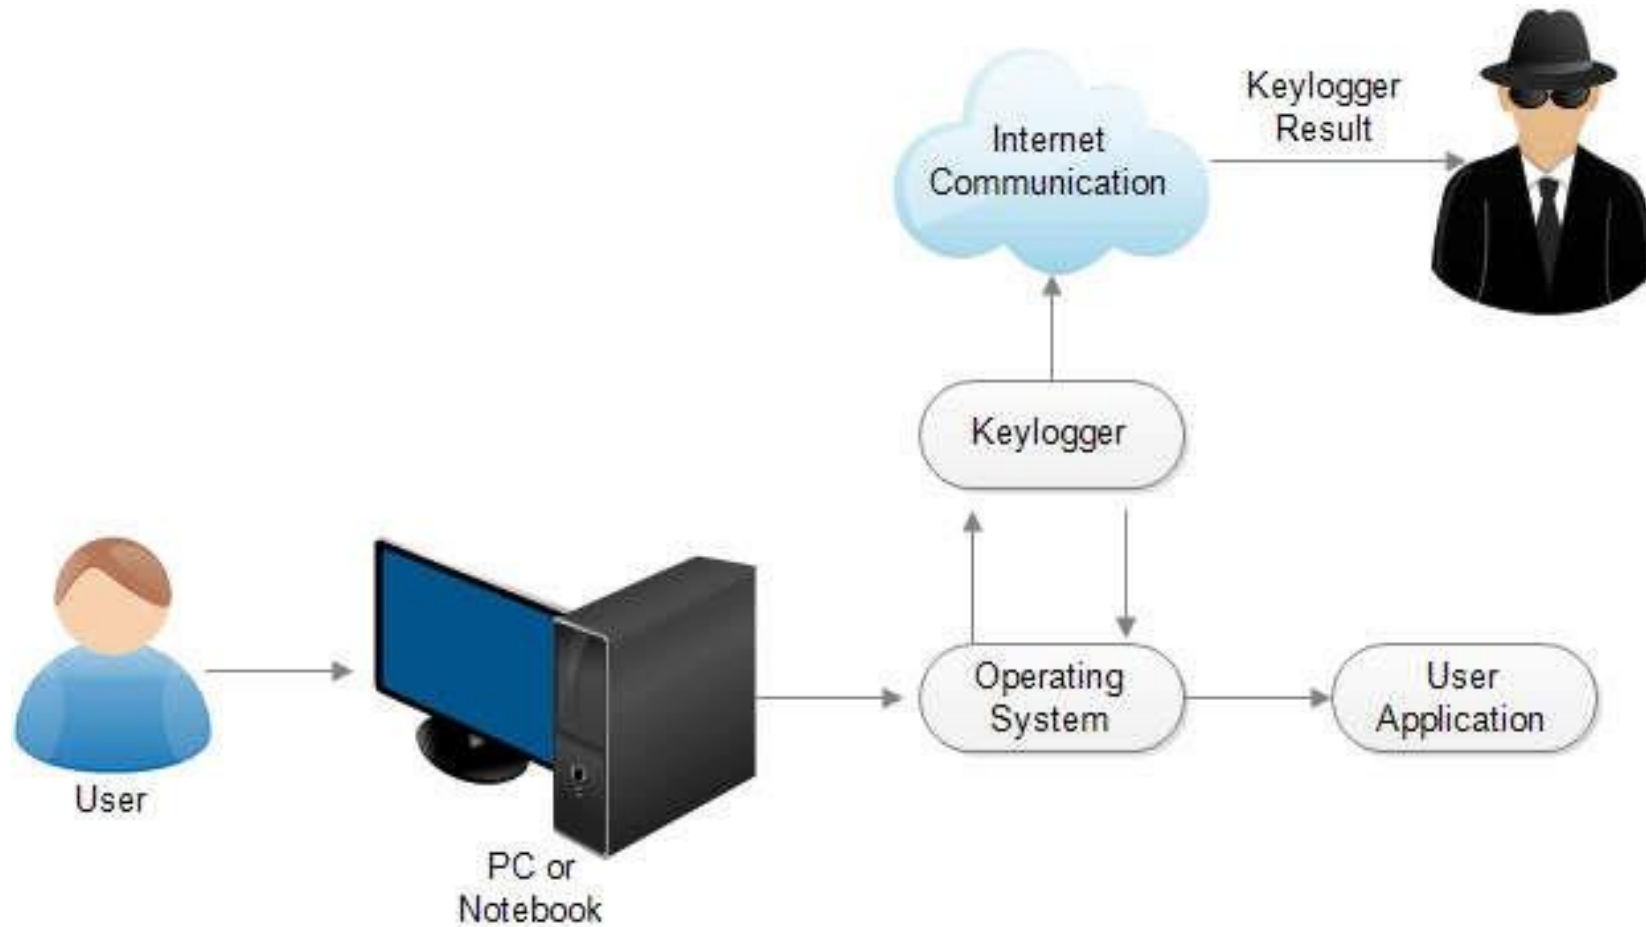 Internet
Communication
Keylogger
Result
Keylogger
Operating
System
User
Application
User
PC or
Notebook